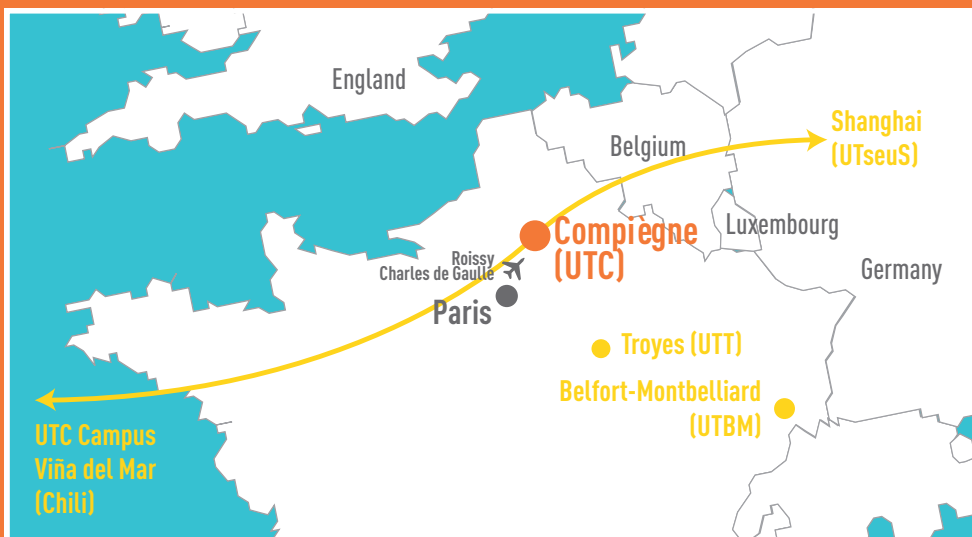 England
Shanghai
(UTseuS)
Belgium
Luxembourg
Compiègne
(UTC)
Roissy
Charles de Gaulle
Germany
Paris
Troyes (UTT)
Belfort-Montbelliard
(UTBM)
UTC Campus
Viña del Mar
(Chili)